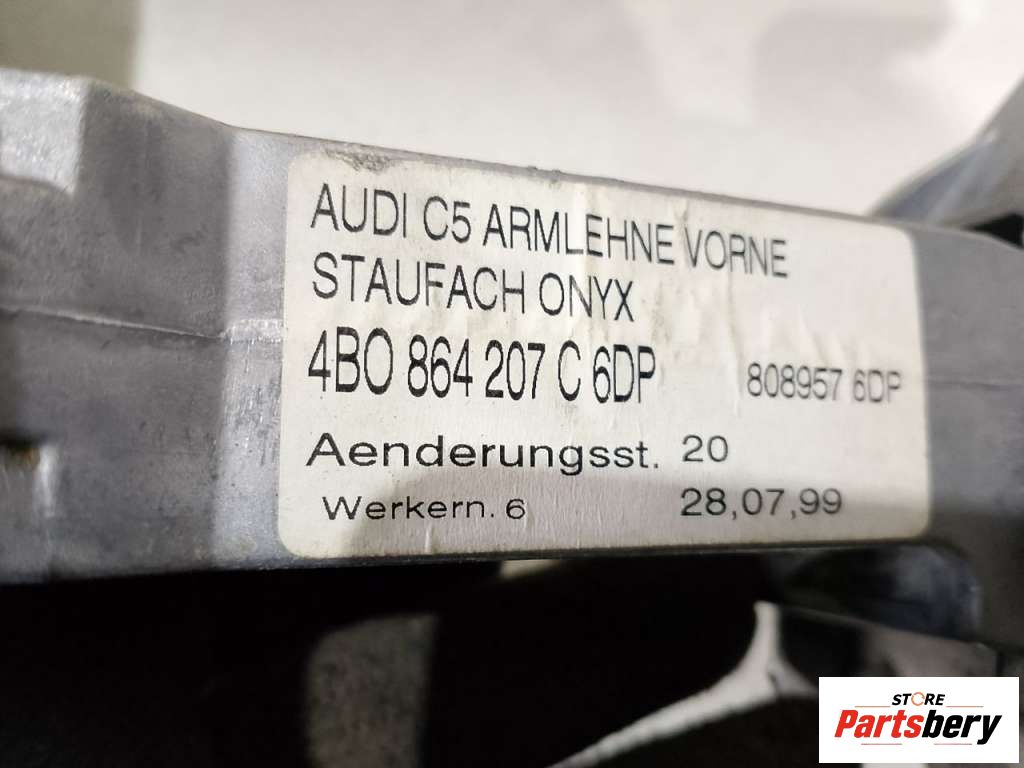 AUDI C5 ARMLEHNE VORNE
STAUFACH ONYX
4BO 864 207 C 6DP 808957 6DP
Aenderungsst. 20
Werkern. 6 28,07,99
STORE
Partsbery